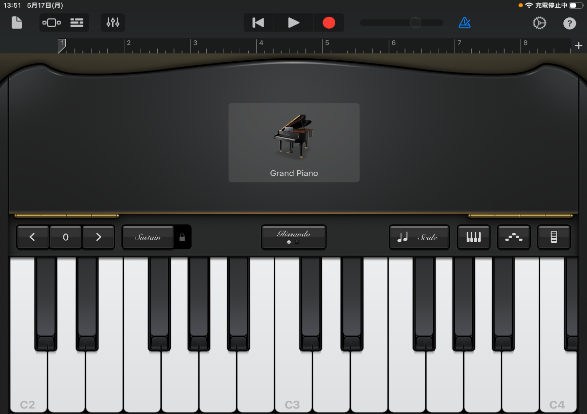 13:51 5月17日(月) 充電停止中
2 3 4 5 6 7 8
Grand Piano
0 Sustain Glissando Scale
C2 C3 C4